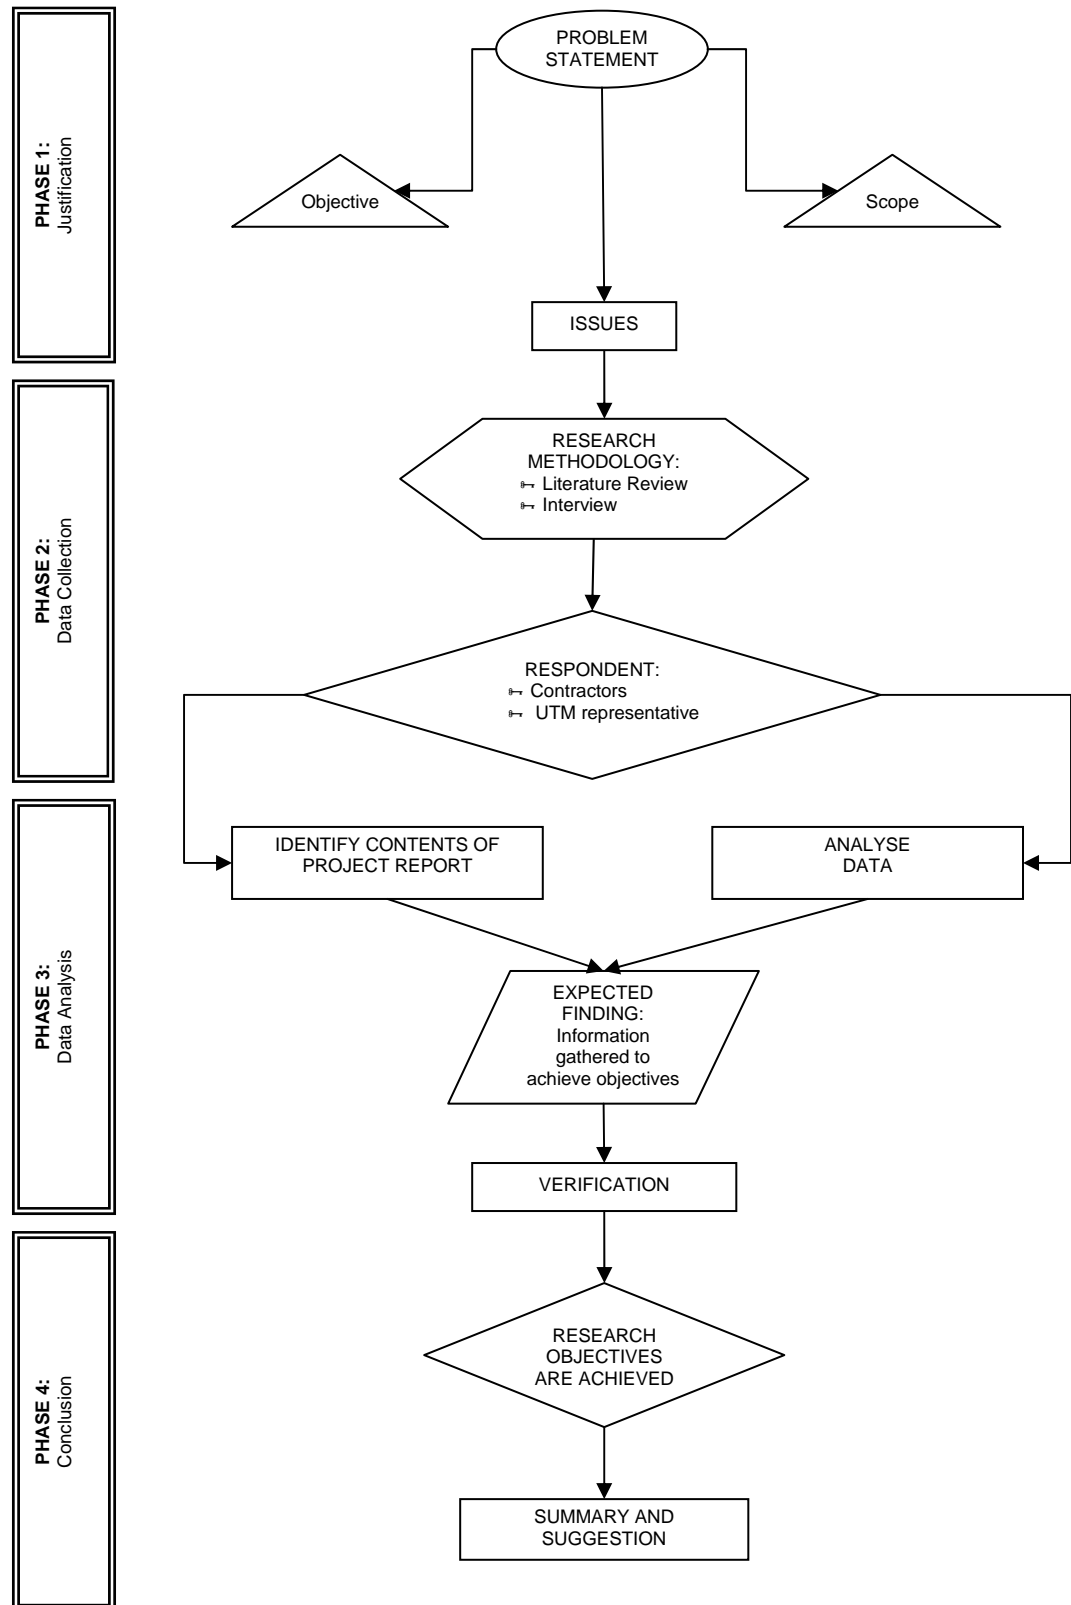 PHASE 1:
Justification
PROBLEM
STATEMENT
Objective
Scope
ISSUES
PHASE 2:
Data Collection
RESEARCH
METHODOLOGY:
Literature Review
Interview
RESPONDENT:
Contractors
UTM representative
PHASE 3:
Data Analysis
IDENTIFY CONTENTS OF
PROJECT REPORT
ANALYSE
DATA
EXPECTED
FINDING:
Information
gathered to
achieve objectives
VERIFICATION
PHASE 4:
Conclusion
RESEARCH
OBJECTIVES
ARE ACHIEVED
SUMMARY AND
SUGGESTION